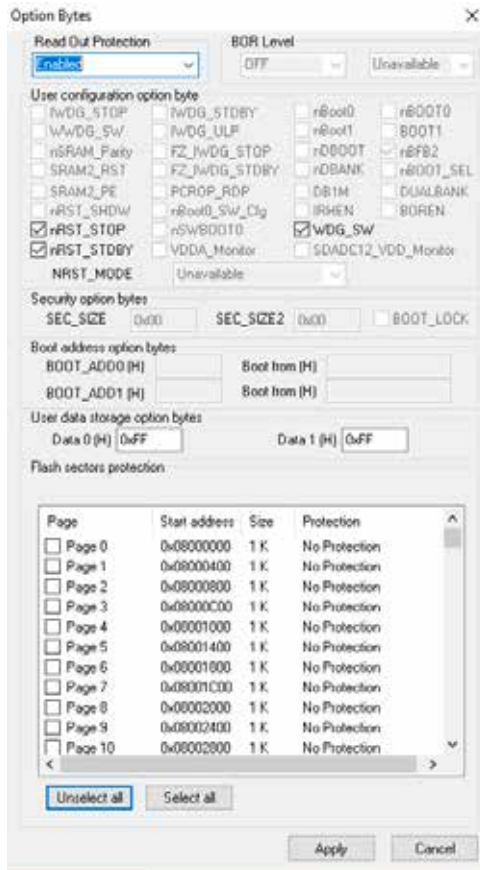 Option Bytes
Read Out Protection BOR Level
Enabled OFF Unavailable
User configuration option byte
IWDG_STOP IWDG_STDBY nBoot0 nBOOT0
WWDG_SW IWDG_ULP nBoot1 BOOT1
nSRAM_Parity FZ_IWDG_STOP nDBOOT nBFB2
SRAM2_RST FZ_IWDG_STDBY nDBANK nBOOT_SEL
SRAM2_PE PCROP_RDP DB1M DUALBANK
nRST_SHDW nBoot0_SW_Cfg IRHEN BOREN
nRST_STOP nSWBOOT0 WDG_SW
nRST_STDBY VDDA_Monitor SDADC12_VDD_Monitor
NRST_MODE Unavailable
Security option bytes
SEC_SIZE 0x00 SEC_SIZE2 0x00 BOOT_LOCK
Boot address option bytes
BOOT_ADD0 (H) Boot from (H)
BOOT_ADD1 (H) Boot from (H)
User data storage option bytes
Data 0 (H) 0xFF Data 1 (H) 0xFF
Flash sectors protection
Page Start address Size Protection
Page 0 0x08000000 1 K No Protection
Page 1 0x08000400 1 K No Protection
Page 2 0x08000800 1 K No Protection
Page 3 0x08000C00 1 K No Protection
Page 4 0x08001000 1 K No Protection
Page 5 0x08001400 1 K No Protection
Page 6 0x08001800 1 K No Protection
Page 7 0x08001C00 1 K No Protection
Page 8 0x08002000 1 K No Protection
Page 9 0x08002400 1 K No Protection
Page 10 0x08002800 1 K No Protection
Unselect all Select all
Apply Cancel